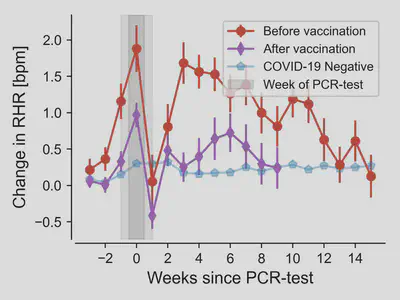 Before vaccination
After vaccination
COVID-19 Negative
Week of PCR-test
Change in RHR [bpm]
2.0
1.5
1.0
0.5
0.0
−0.5
−2 0 2 4 6 8 10 12 14
Weeks since PCR-test